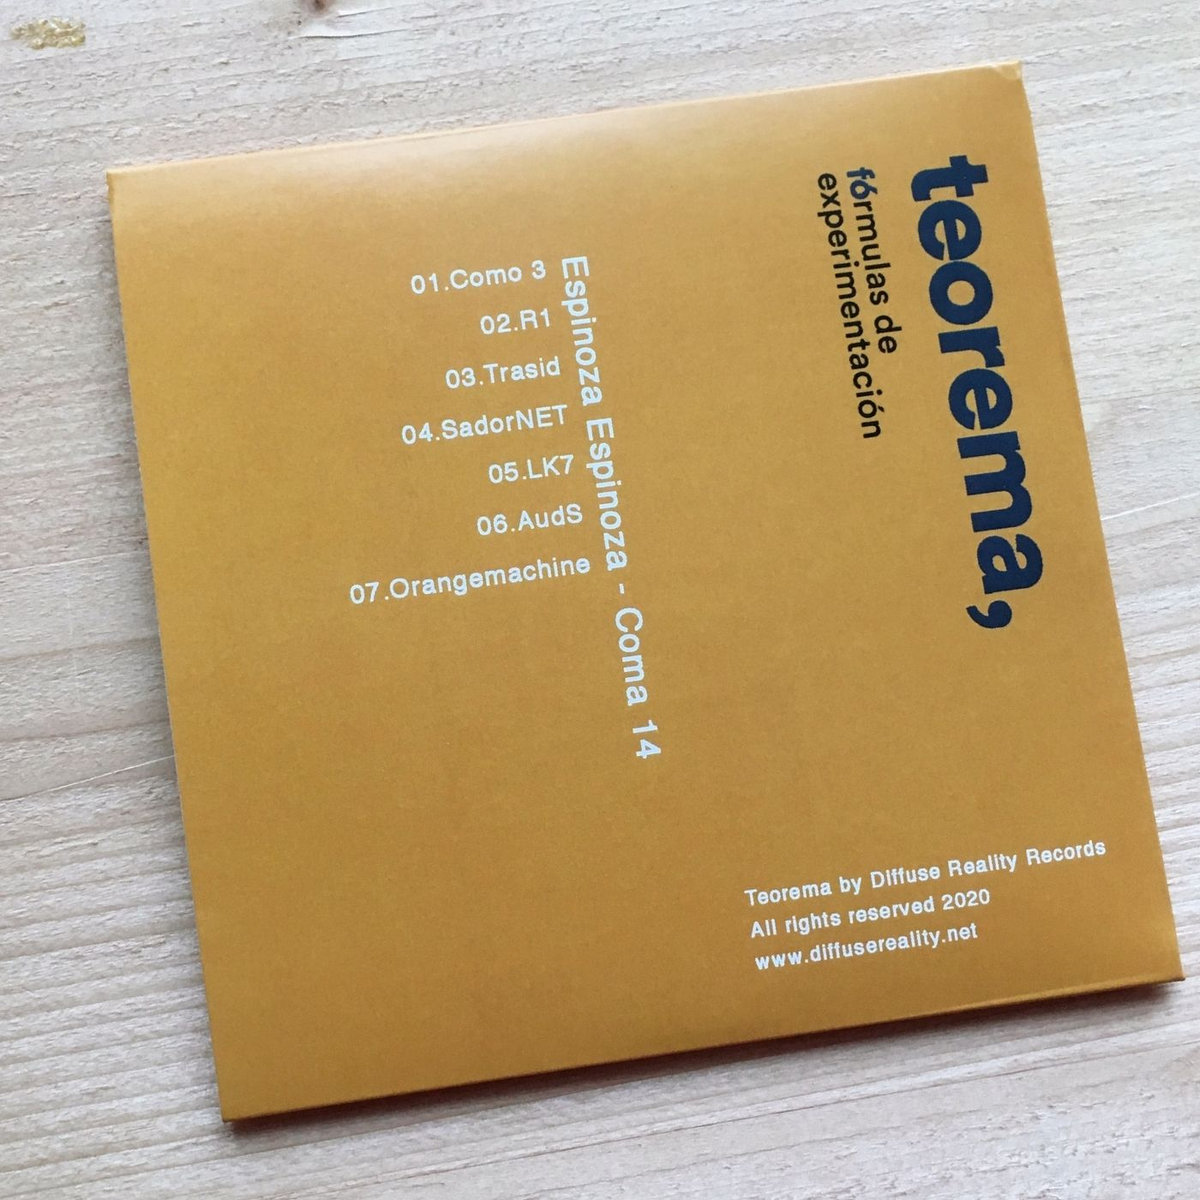 teorema,
fórmulas de
experimentación
Espinoza Espinoza - Coma 14
01.Como 3
02.R1
03.Trasid
04.SadorNET
05.LK7
06.AudS
07.Orangemachine
Teorema by Diffuse Reality Records
All rights reserved 2020
www.diffusereality.net